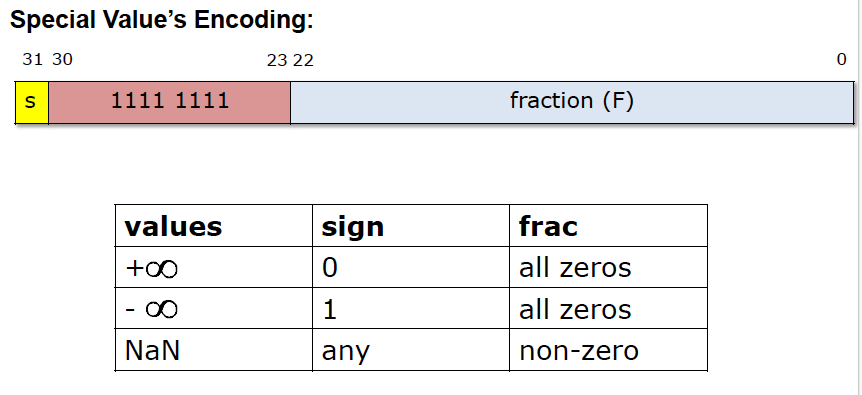 Special Value's Encoding:
31 30 23 22 0
s 1111 1111 fraction (F)
values sign frac
+∞ 0 all zeros
- ∞ 1 all zeros
NaN any non-zero